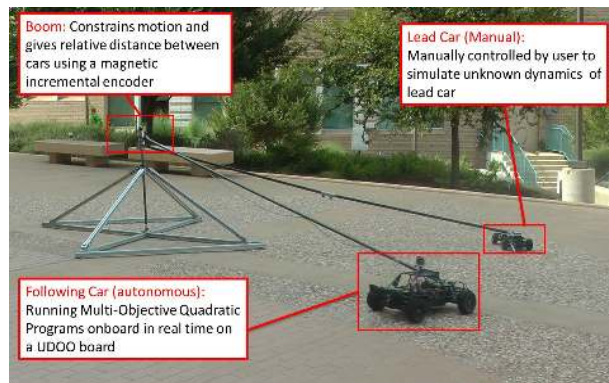 Boom: Constrains motion and
gives relative distance between
cars using a magnetic
incremental encoder
Lead Car (Manual):
Manually controlled by user to
simulate unknown dynamics of
lead car
Following Car (autonomous):
Running Multi-Objective Quadratic
Programs onboard in real time on
a UDOO board